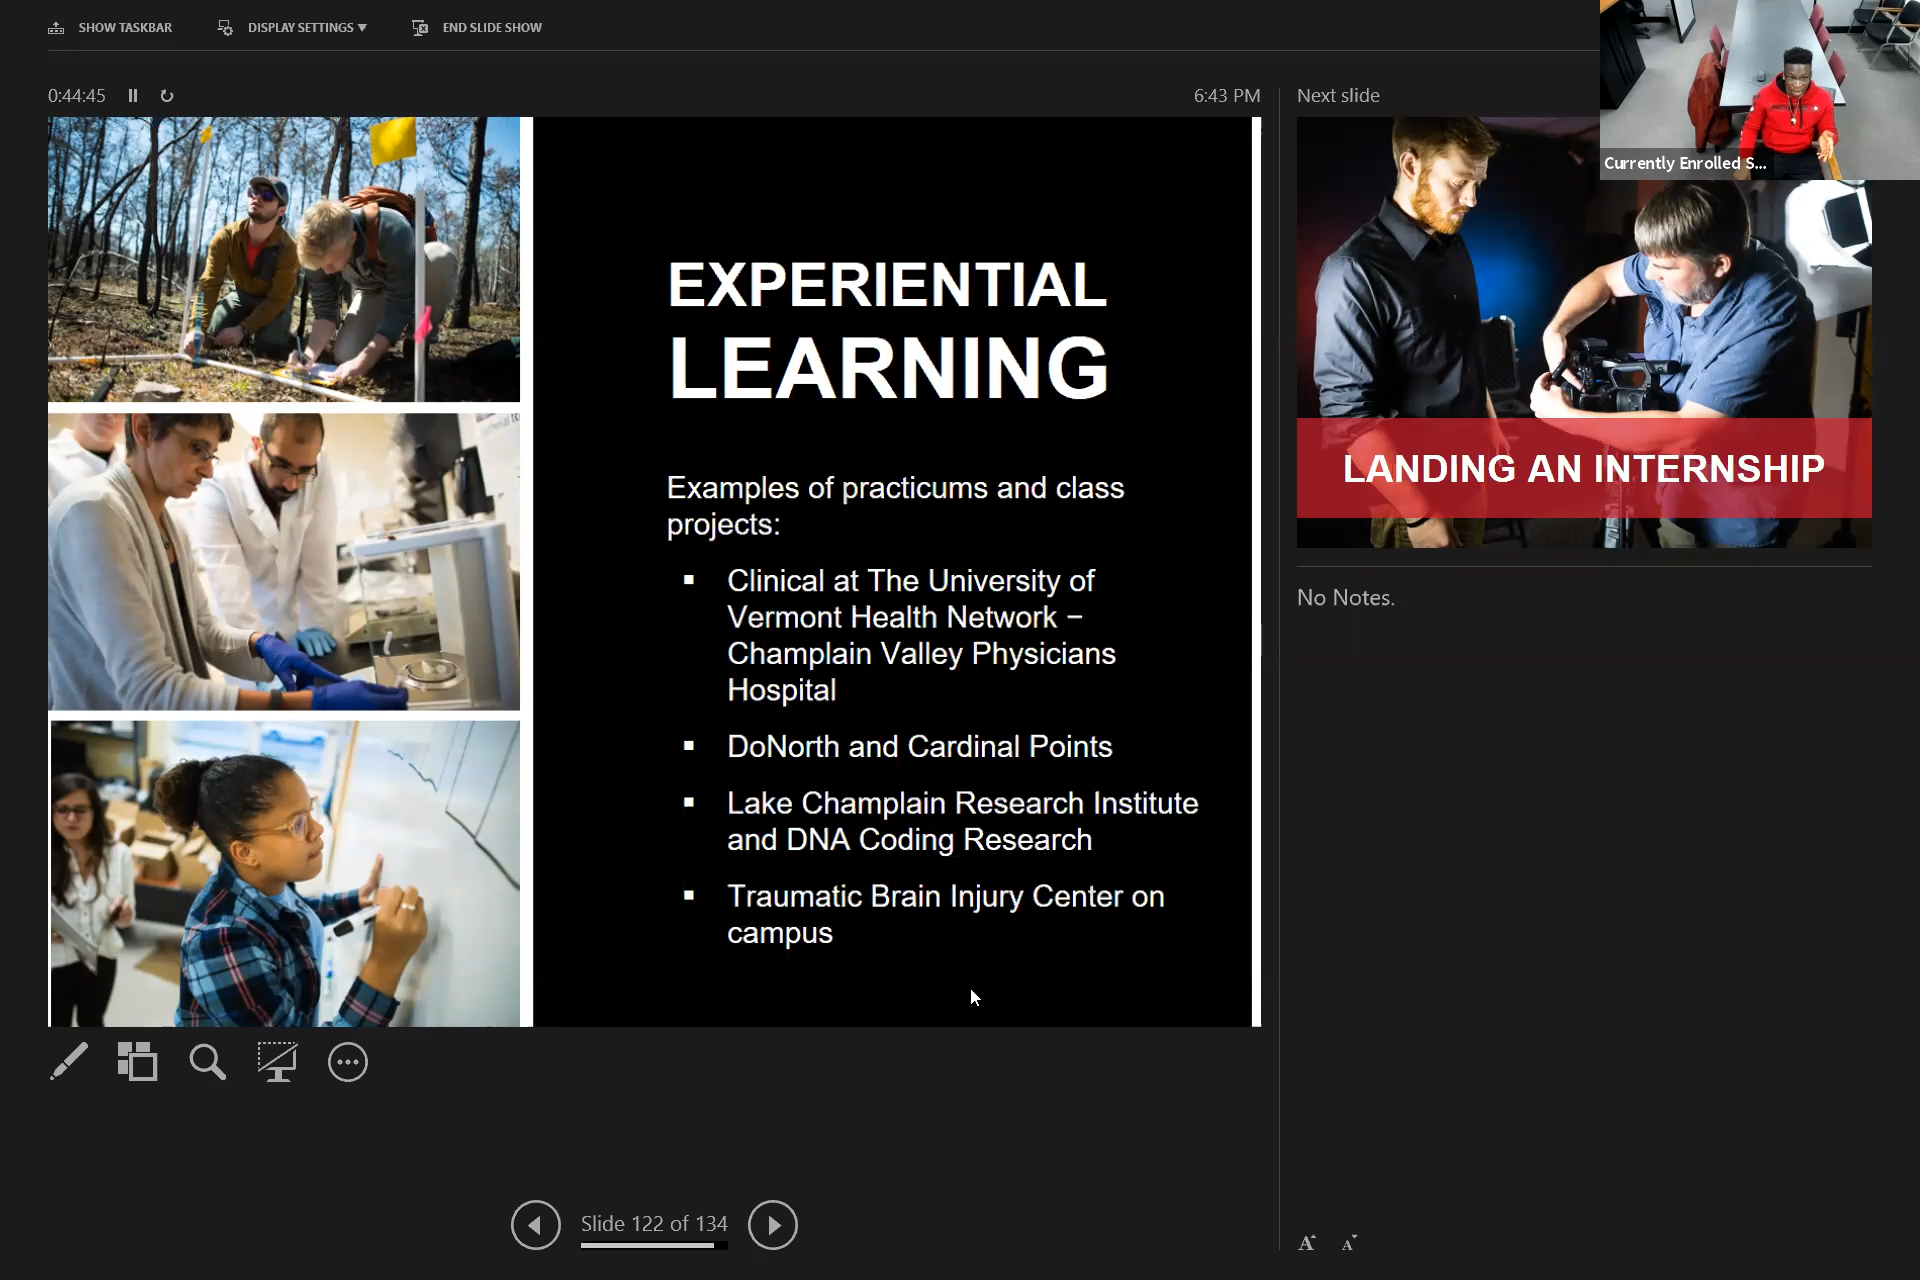 SHOW TASKBAR
DISPLAY SETTINGS ▼
END SLIDE SHOW
0:44:45
6:43 PM
Next slide
Currently Enrolled S...
EXPERIENTIAL
LEARNING
Examples of practicums and class
projects:
▪ Clinical at The University of
Vermont Health Network –
Champlain Valley Physicians
Hospital
▪ DoNorth and Cardinal Points
▪ Lake Champlain Research Institute
and DNA Coding Research
▪ Traumatic Brain Injury Center on
campus
LANDING AN INTERNSHIP
No Notes.
Slide 122 of 134
A A